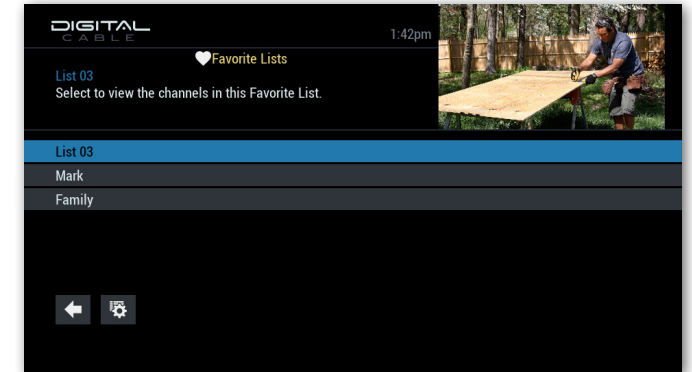 DIGITAL
CABLE
1:42pm
Favorite Lists
List 03
Select to view the channels in this Favorite List.
List 03
Mark
Family